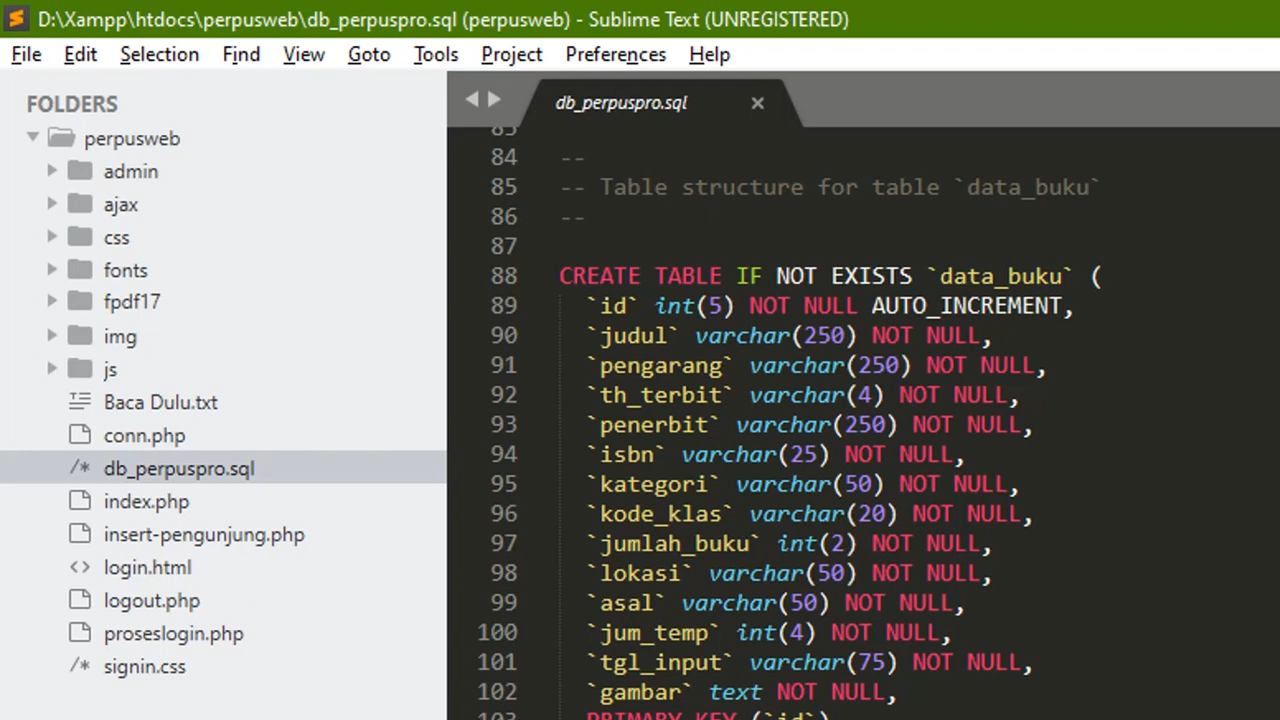 D:\Xampp\htdocs\perpusweb\db_perpuspro.sql (perpusweb) - Sublime Text (UNREGISTERED)
File Edit Selection Find View Goto Tools Project Preferences Help
FOLDERS
perpusweb
admin
ajax
css
fonts
fpdf17
img
js
Baca Dulu.txt
conn.php
/* db_perpuspro.sql
index.php
insert-pengunjung.php
<> login.html
logout.php
proseslogin.php
/* signin.css
db_perpuspro.sql ×
83
84 --
85 -- Table structure for table `data_buku`
86 --
87
88 CREATE TABLE IF NOT EXISTS `data_buku` (
89 `id` int(5) NOT NULL AUTO_INCREMENT,
90 `judul` varchar(250) NOT NULL,
91 `pengarang` varchar(250) NOT NULL,
92 `th_terbit` varchar(4) NOT NULL,
93 `penerbit` varchar(250) NOT NULL,
94 `isbn` varchar(25) NOT NULL,
95 `kategori` varchar(50) NOT NULL,
96 `kode_klas` varchar(20) NOT NULL,
97 `jumlah_buku` int(2) NOT NULL,
98 `lokasi` varchar(50) NOT NULL,
99 `asal` varchar(50) NOT NULL,
100 `jum_temp` int(4) NOT NULL,
101 `tgl_input` varchar(75) NOT NULL,
102 `gambar` text NOT NULL,
103 PRIMARY KEY (`id`)